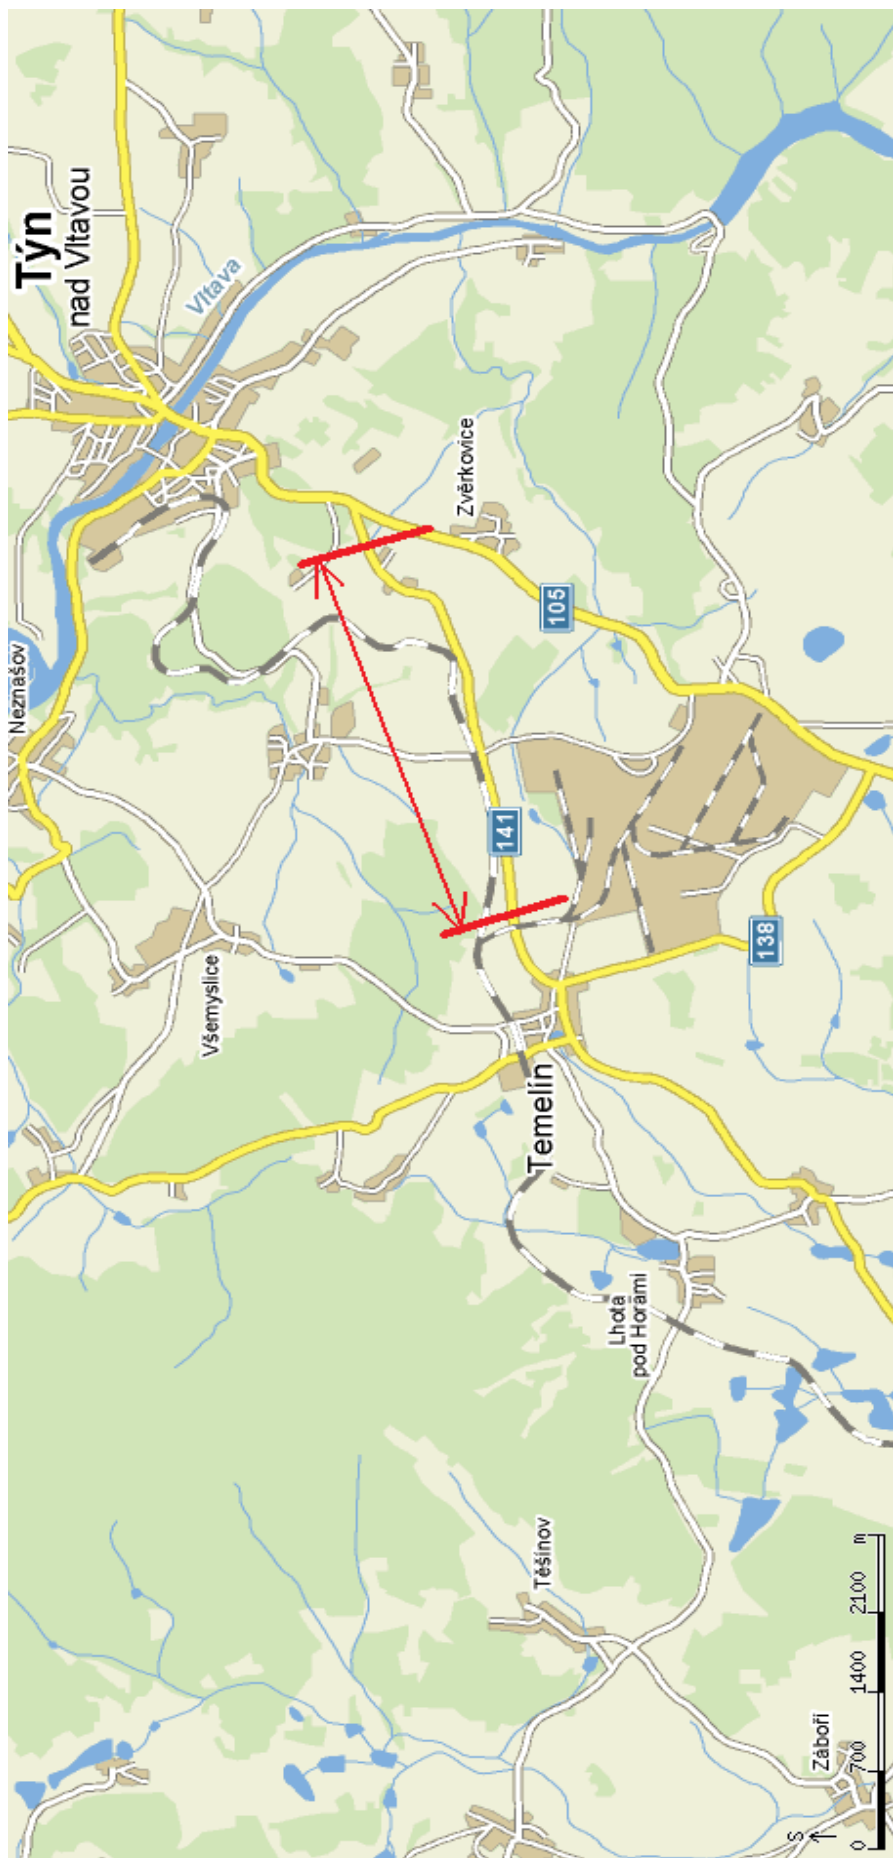 Týn
nad Vltavou
Vltava
Neznašov
Zvěrkovice
105
141
Všemyslice
138
Temelín
Lhota
pod Horami
Těšínov
Záboří
S
0 700 1400 2100 m